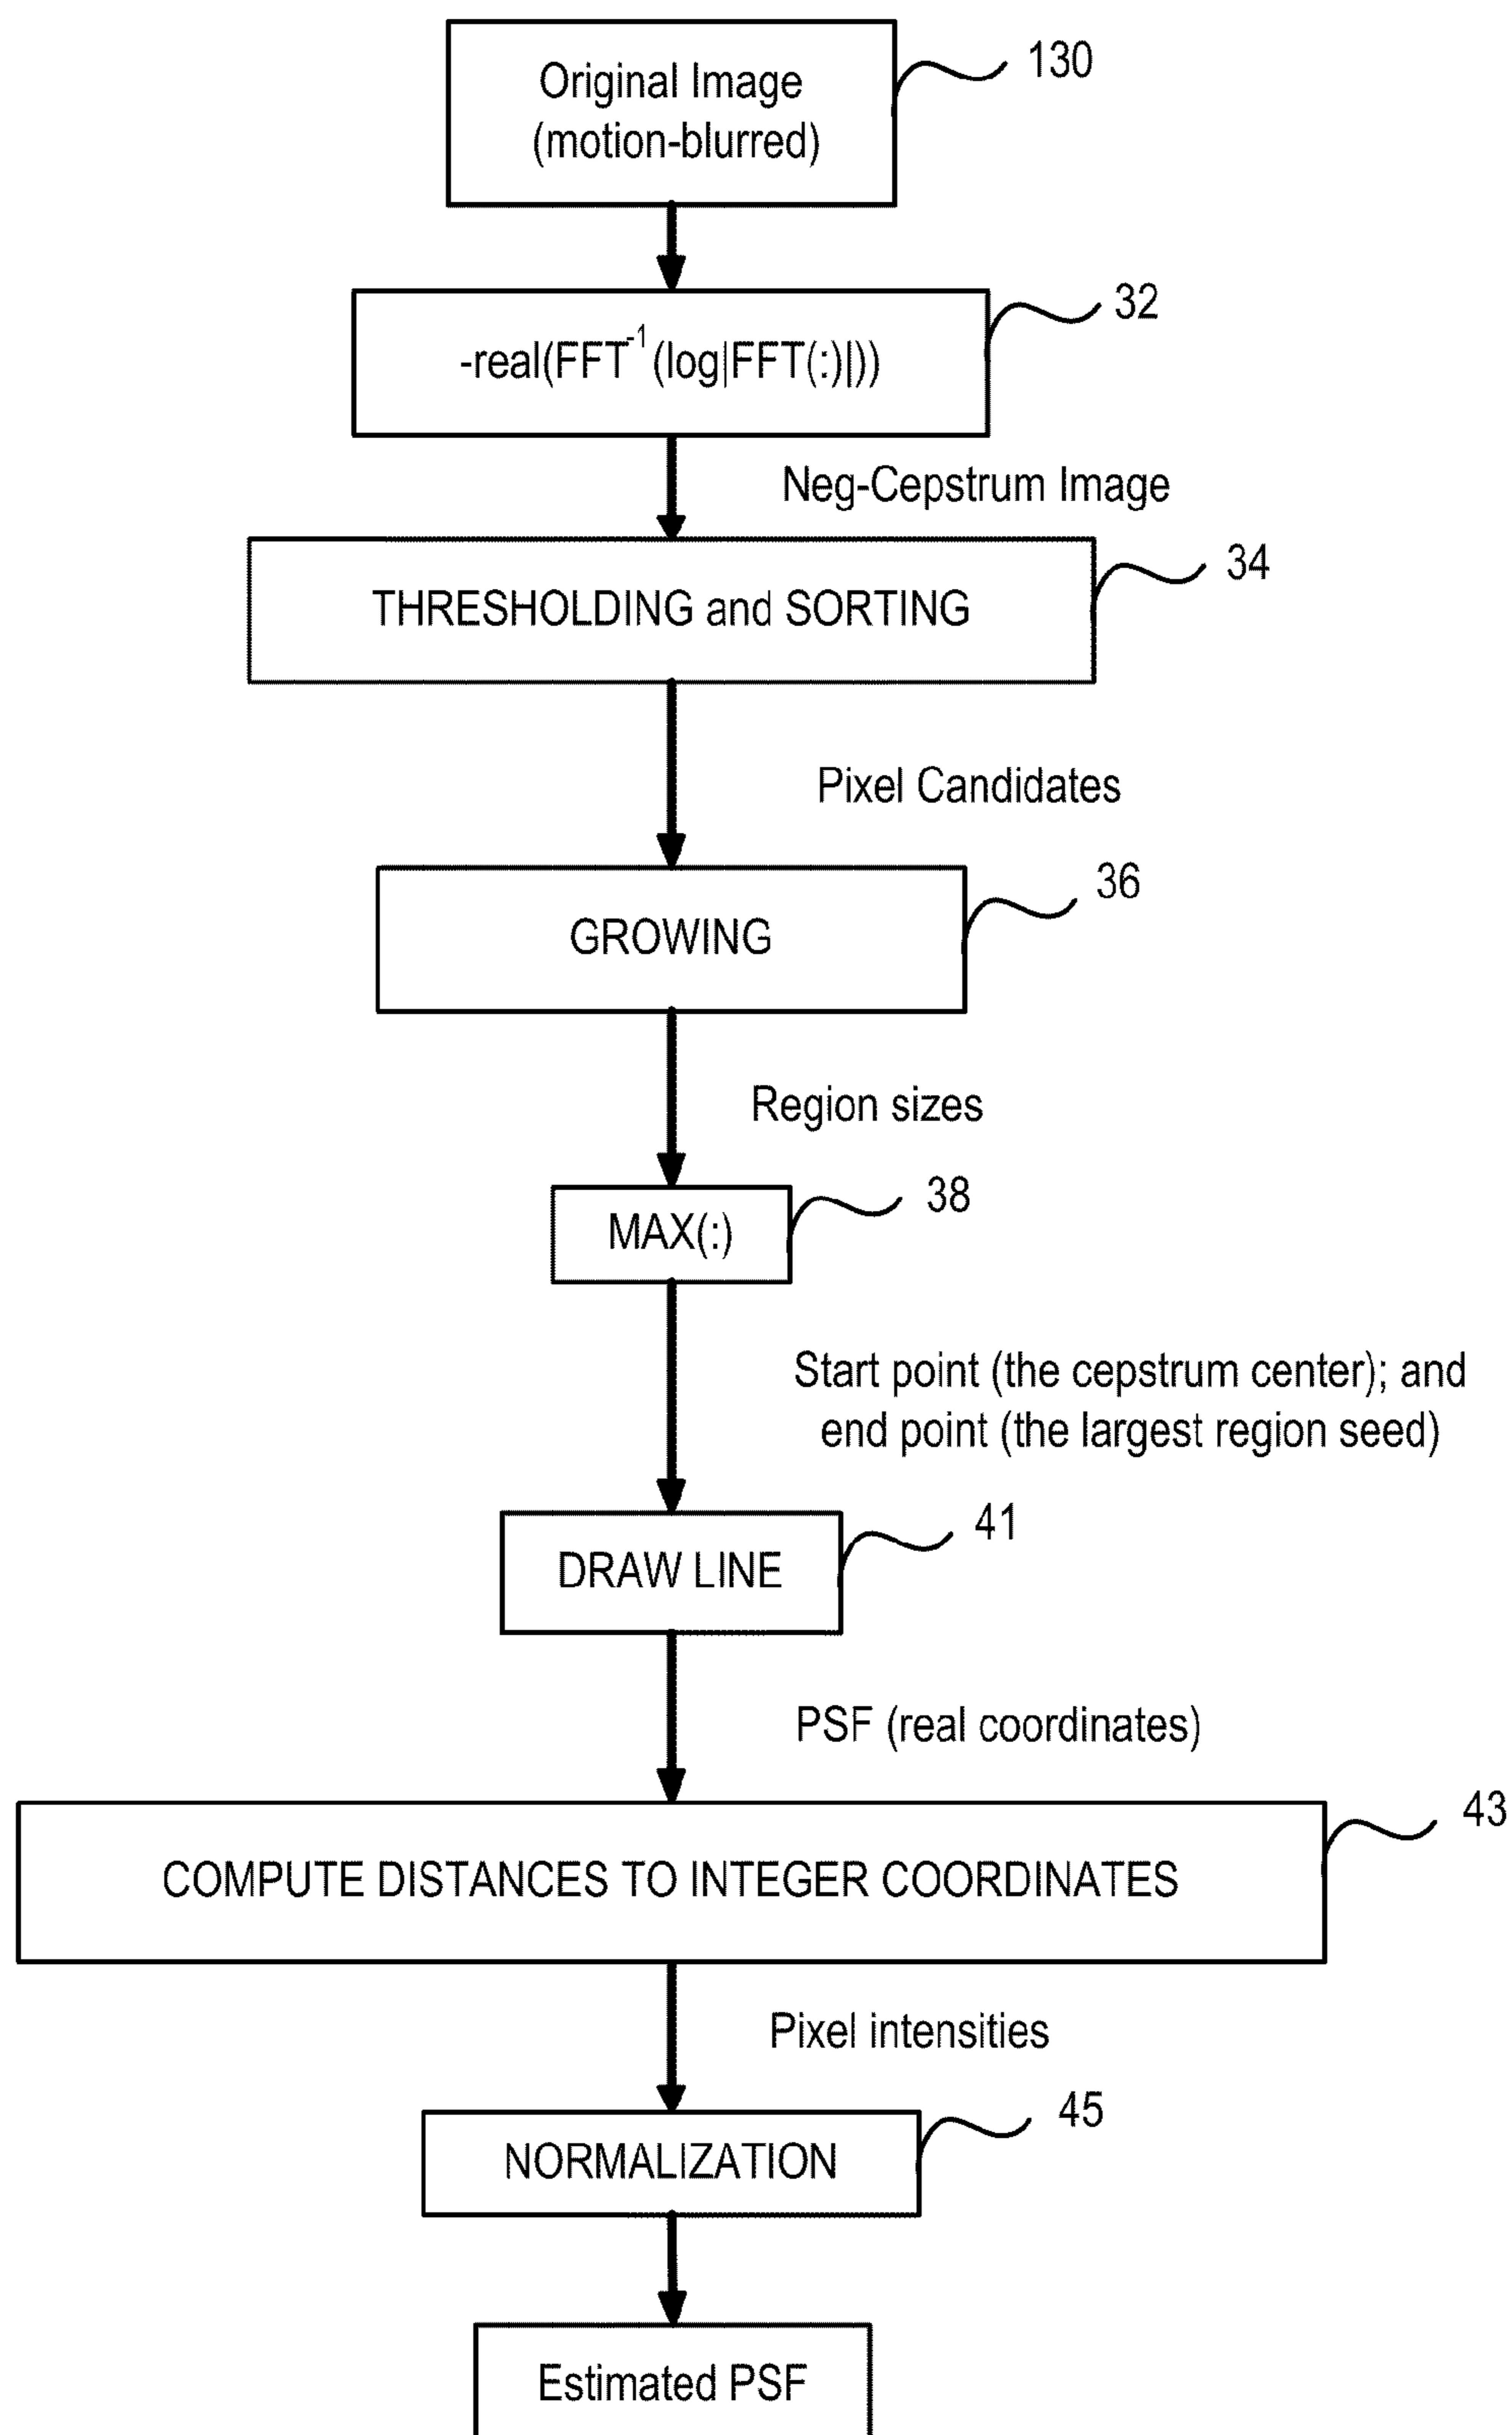 Original Image
(motion-blurred)
130
-real(FFT⁻¹(log|FFT(:)|))
32
Neg-Cepstrum Image
THRESHOLDING and SORTING
34
Pixel Candidates
GROWING
36
Region sizes
MAX(:)
38
Start point (the cepstrum center); and
end point (the largest region seed)
DRAW LINE
41
PSF (real coordinates)
COMPUTE DISTANCES TO INTEGER COORDINATES
43
Pixel intensities
NORMALIZATION
45
Estimated PSF